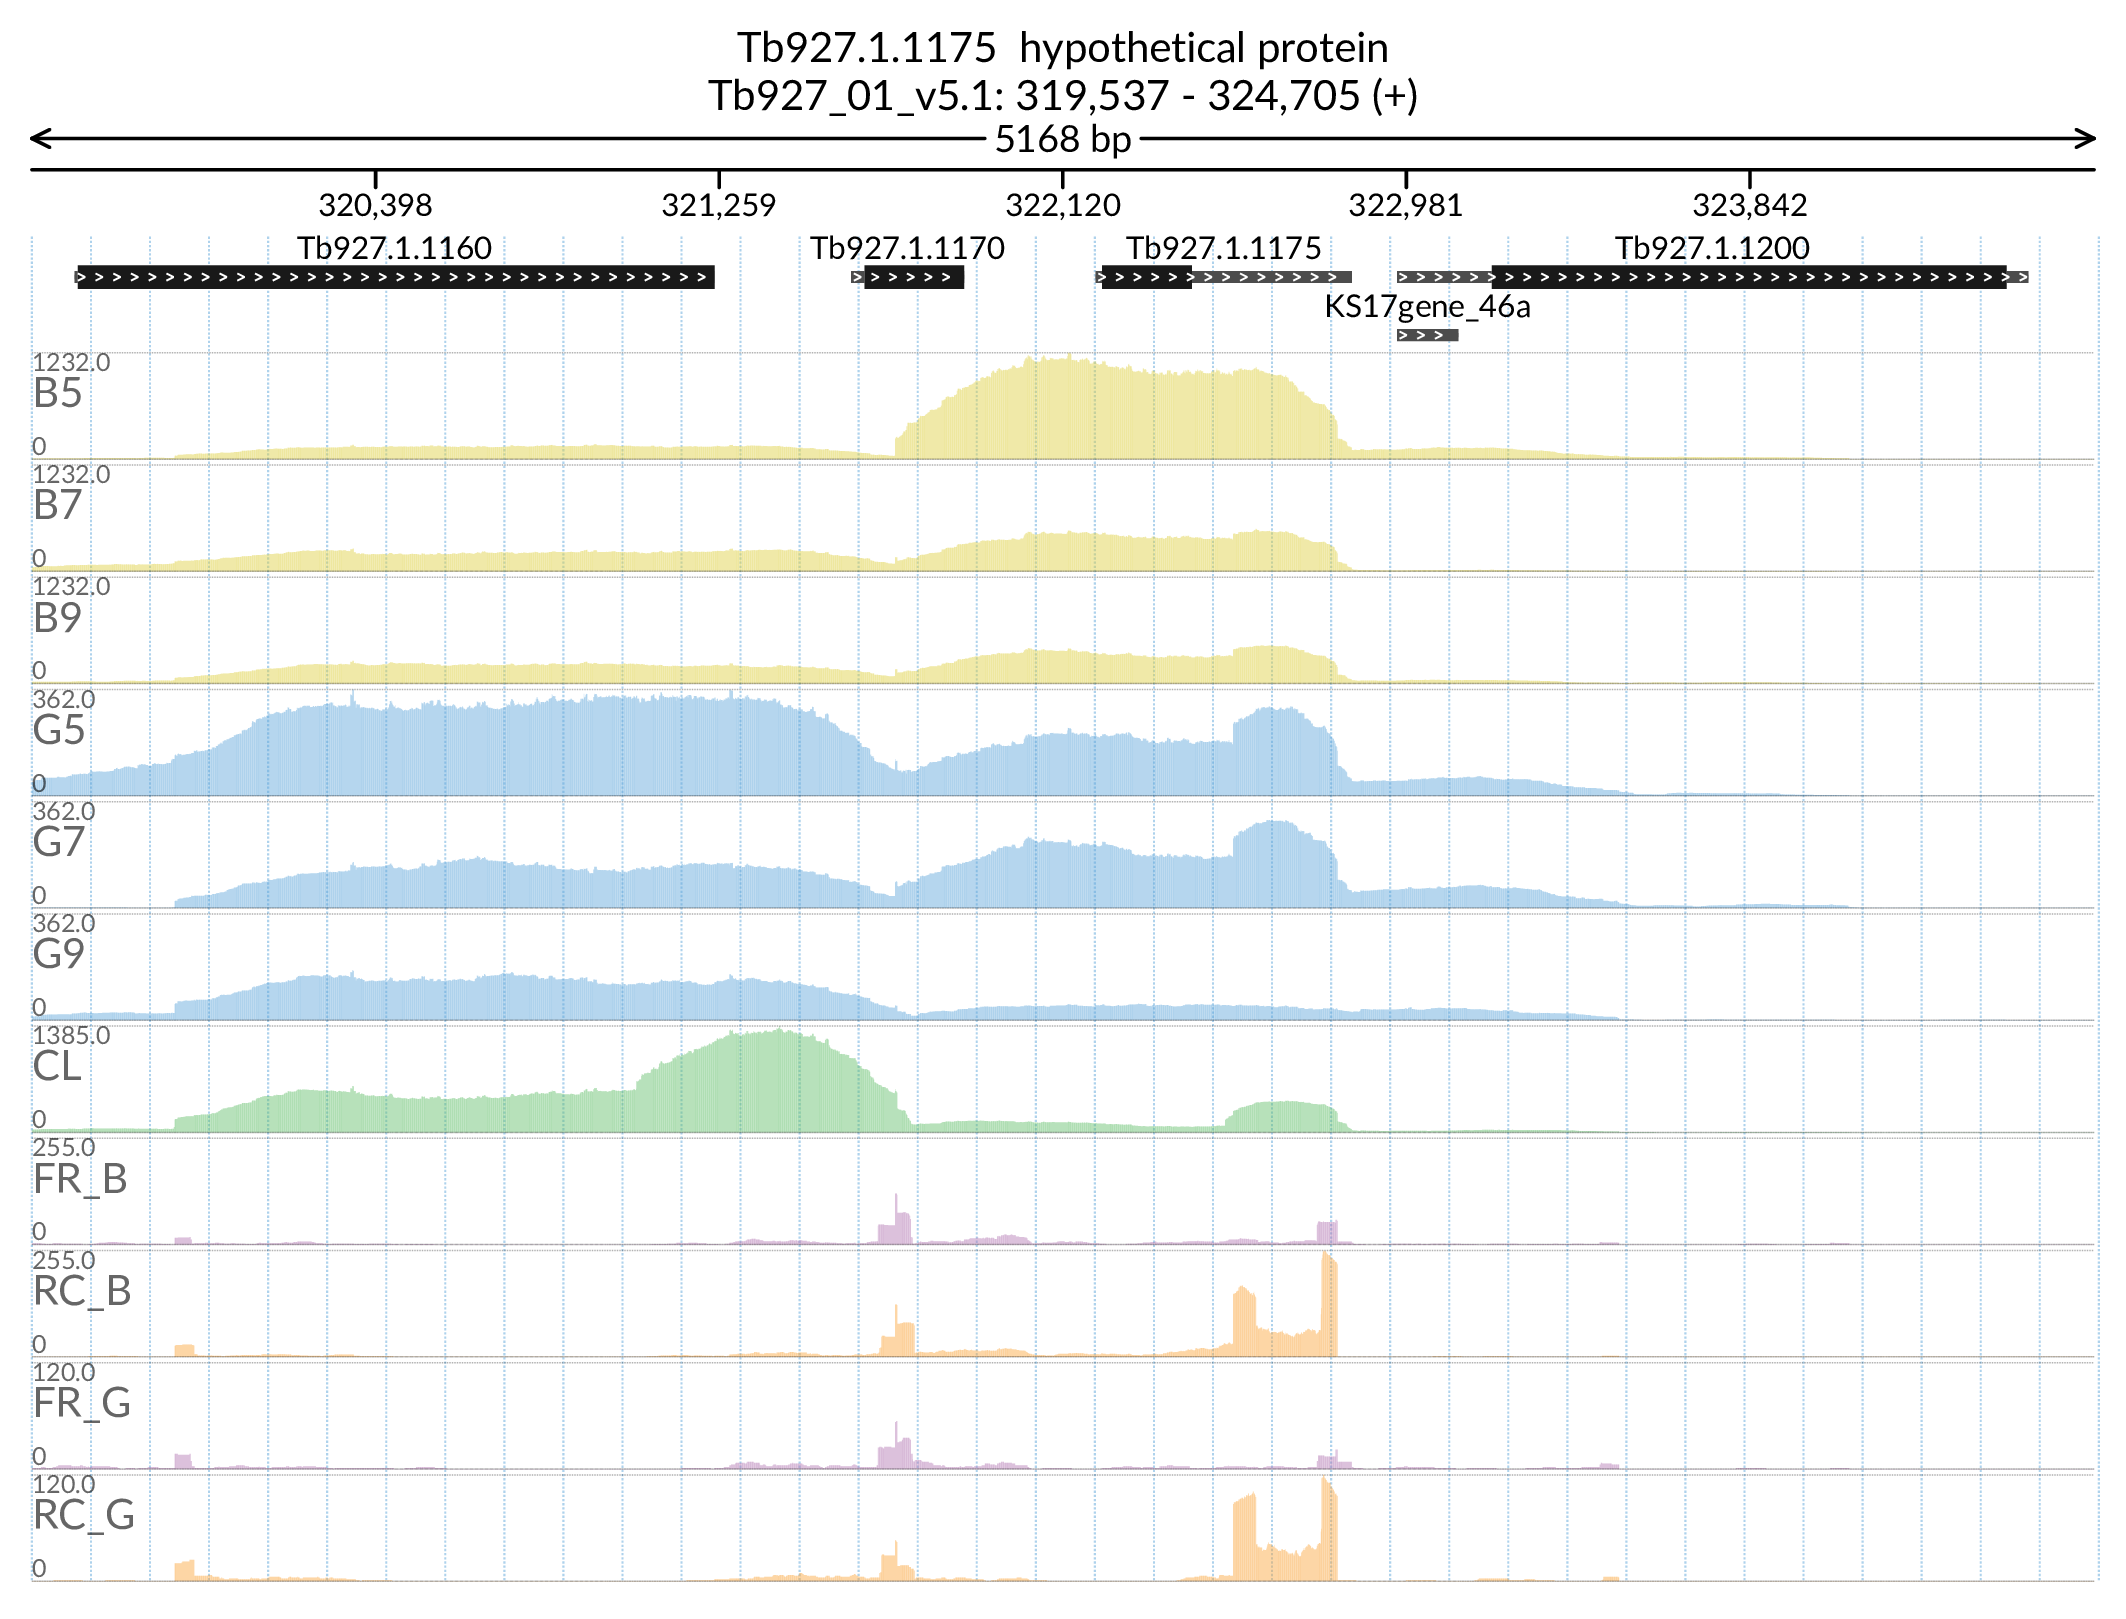 Tb927.1.1175 hypothetical protein
Tb927_01_v5.1: 319,537 - 324,705 (+)
5168 bp
320,398 321,259 322,120 322,981 323,842
Tb927.1.1160 Tb927.1.1170 Tb927.1.1175 Tb927.1.1200
KS17gene_46a
1232.0
B5
0
1232.0
B7
0
1232.0
B9
0
362.0
G5
0
362.0
G7
0
362.0
G9
0
1385.0
CL
0
255.0
FR_B
0
255.0
RC_B
0
120.0
FR_G
0
120.0
RC_G
0